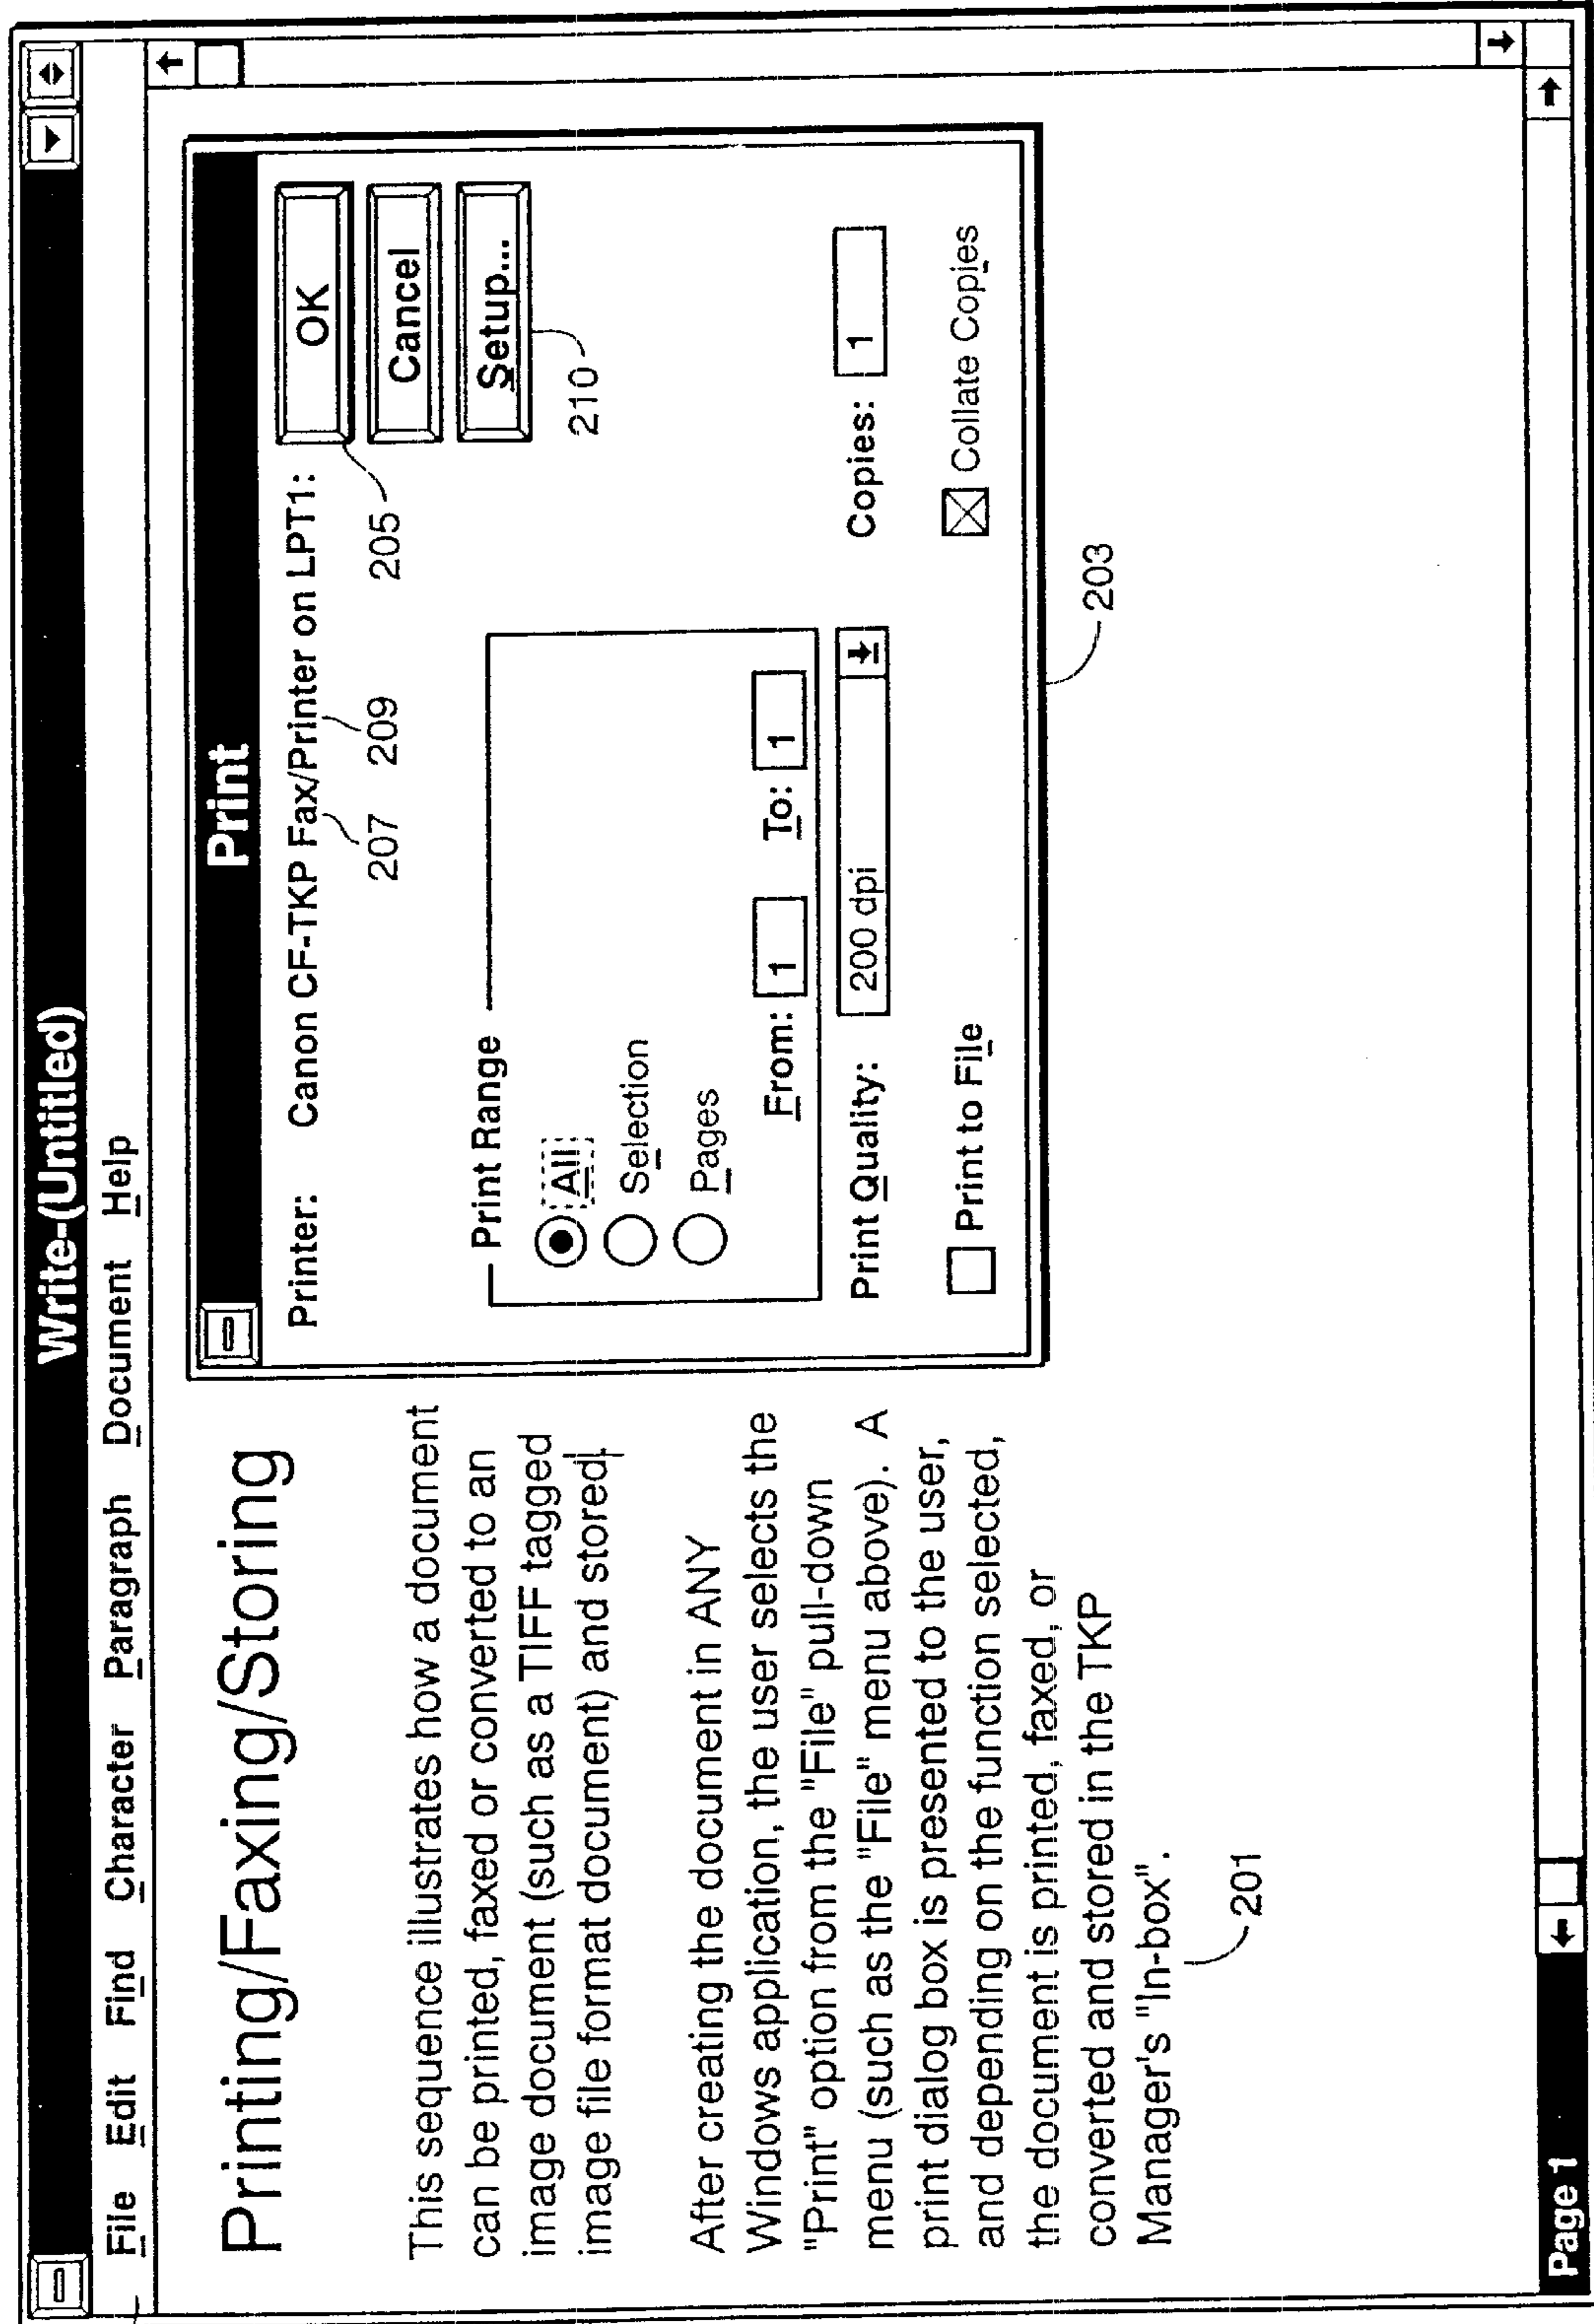 Write-(Untitled)
File Edit Find Character Paragraph Document Help
Printing/Faxing/Storing
This sequence illustrates how a document
can be printed, faxed or converted to an
image document (such as a TIFF tagged
image file format document) and stored.
After creating the document in ANY
Windows application, the user selects the
"Print" option from the "File" pull-down
menu (such as the "File" menu above). A
print dialog box is presented to the user,
and depending on the function selected,
the document is printed, faxed, or
converted and stored in the TKP
Manager's "In-box".
201
Print
Printer: Canon CF-TKP Fax/Printer on LPT1:
207 209 205
OK
Cancel
Setup...
210
Print Range
All
Selection
Pages
From: 1 To: 1
Print Quality: 200 dpi Copies: 1
Print to File Collate Copies
203
Page 1